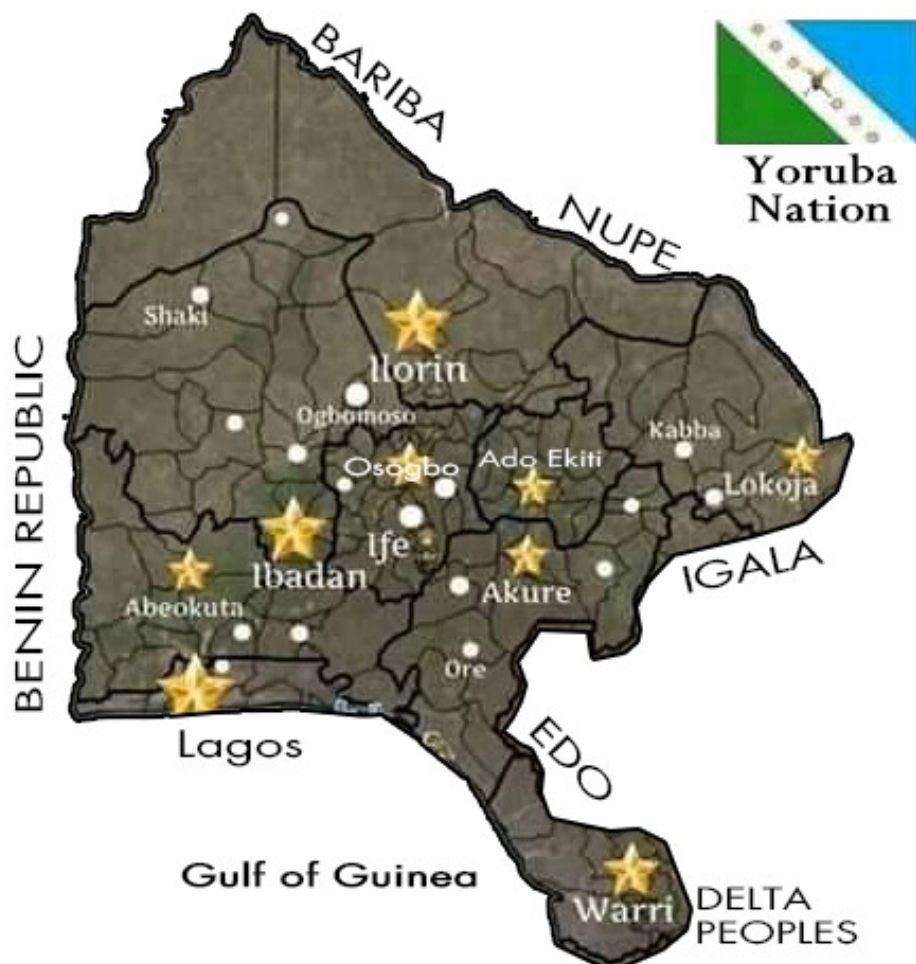 BARIBA
Yoruba
Nation
NUPE
Shaki
Ilorin
BENIN REPUBLIC
Ogbomoso
Kabba
Osogbo
Ado Ekiti
Lokoja
Ife
Ibadan
Akure
IGALA
Abeokuta
Ore
Lagos
EDO
Gulf of Guinea
Warri
DELTA
PEOPLES